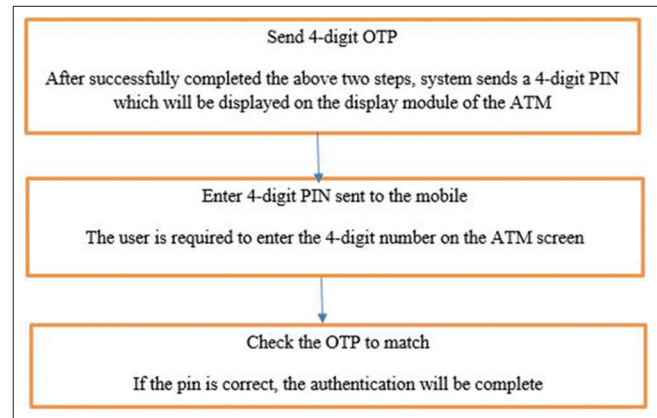 Send 4-digit OTP
After successfully completed the above two steps, system sends a 4-digit PIN
which will be displayed on the display module of the ATM
Enter 4-digit PIN sent to the mobile
The user is required to enter the 4-digit number on the ATM screen
Check the OTP to match
If the pin is correct, the authentication will be complete